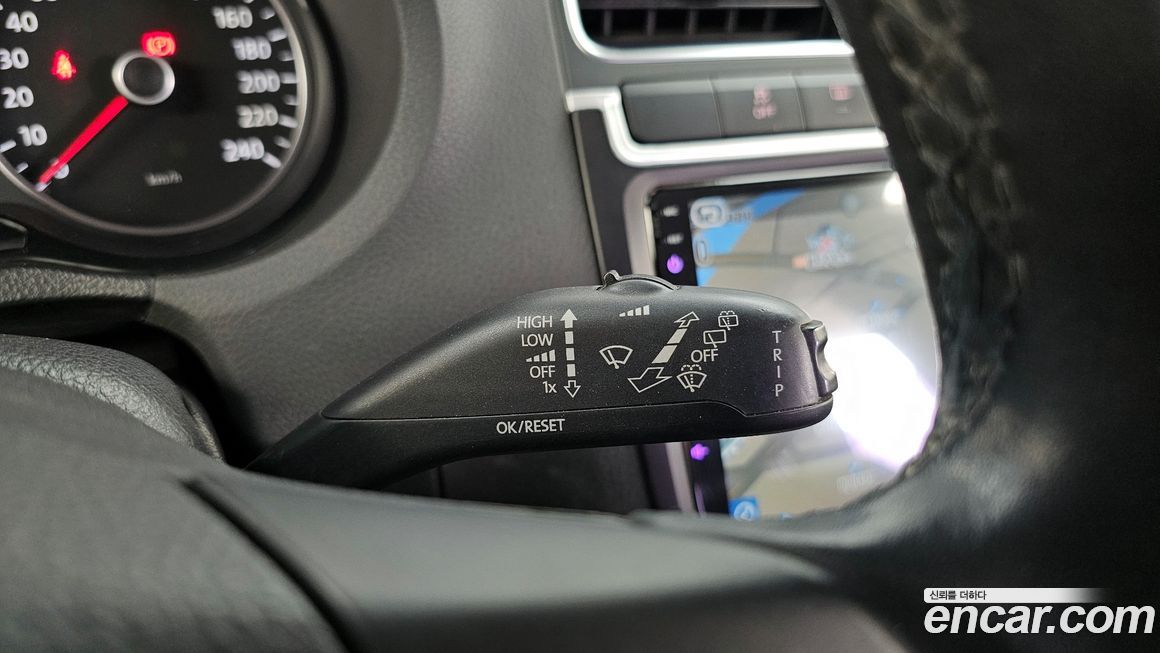 40
30
20
10
0
160
180
200
220
240
km/h
OFF
HIGH
LOW
OFF
1x
OFF
TRIP
OK/RESET
신뢰를 더하다
encar.com